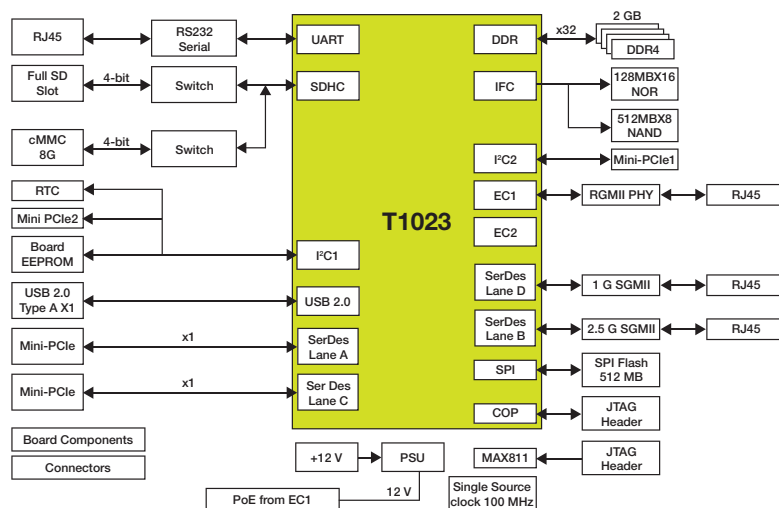 RJ45
RS232
Serial
UART
DDR
x32
2 GB
DDR4
Full SD
Slot
4-bit
Switch
SDHC
IFC
128MBX16
NOR
512MBX8
NAND
cMMC
8G
4-bit
Switch
I²C2
Mini-PCIe1
RTC
EC1
RGMII PHY
RJ45
Mini PCIe2
T1023
EC2
Board
EEPROM
I²C1
SerDes
Lane D
1 G SGMII
RJ45
USB 2.0
Type A X1
USB 2.0
SerDes
Lane B
2.5 G SGMII
RJ45
Mini-PCIe
x1
SerDes
Lane A
SPI
SPI Flash
512 MB
Mini-PCIe
x1
Ser Des
Lane C
COP
JTAG
Header
Board Components
Connectors
+12 V
PSU
MAX811
JTAG
Header
12 V
PoE from EC1
Single Source
clock 100 MHz